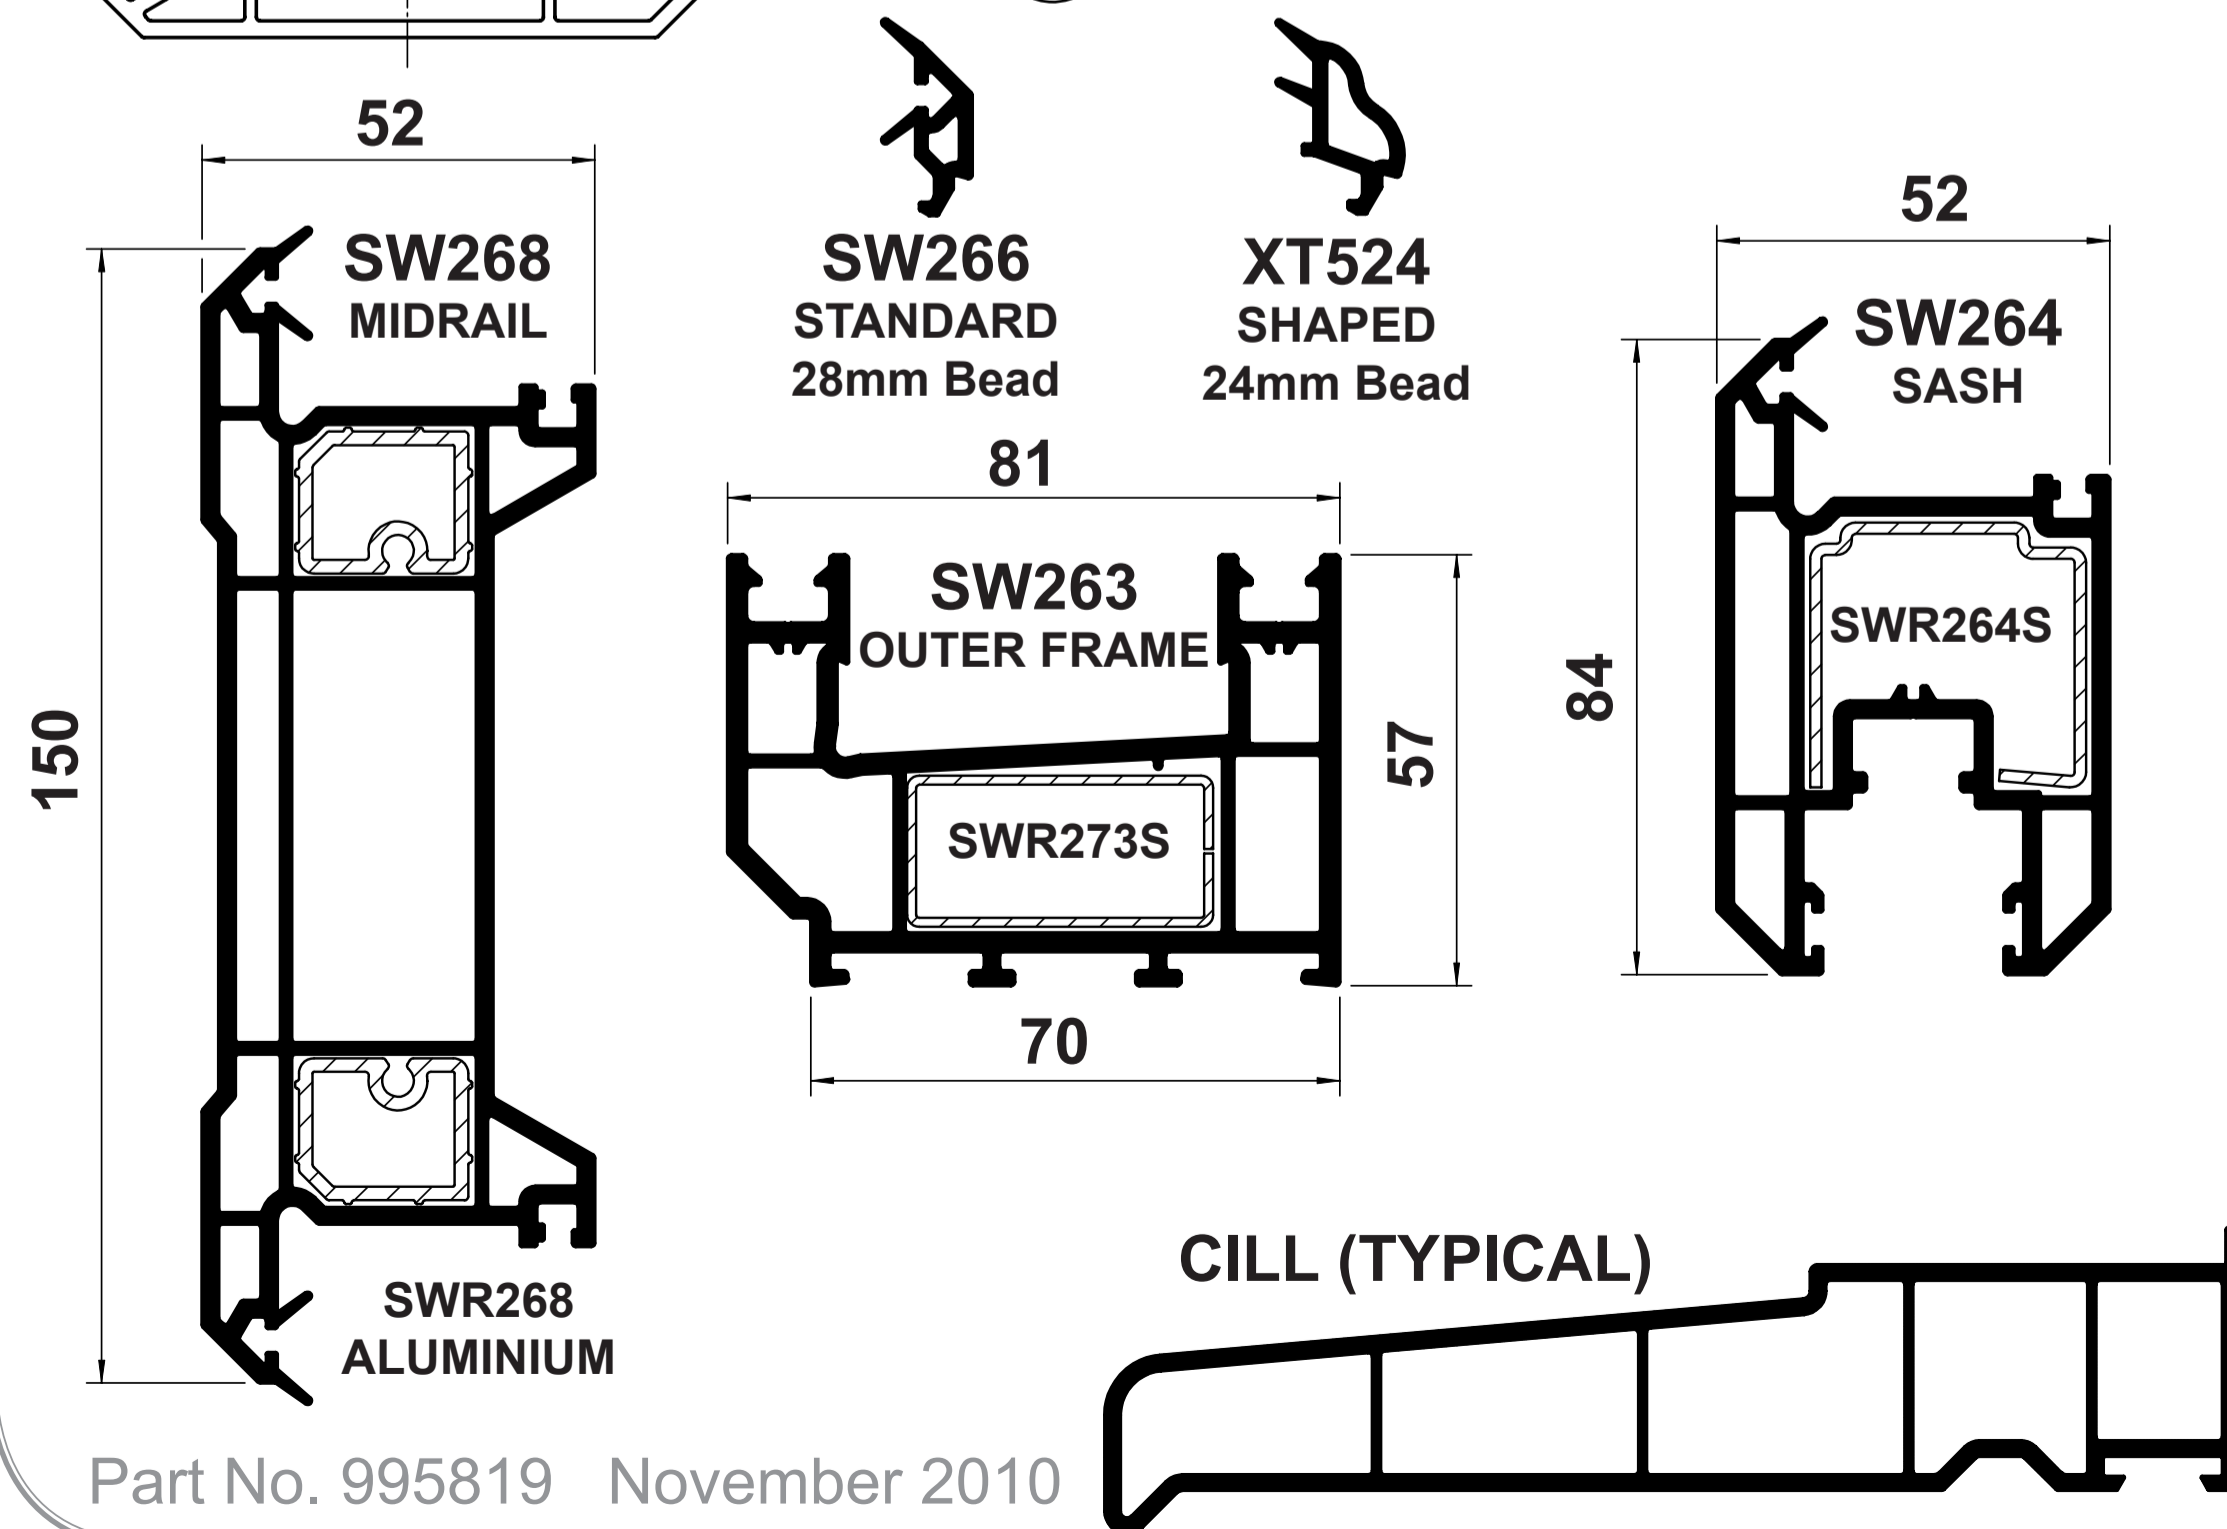 52
SW268
MIDRAIL
150
SWR268
ALUMINIUM
SW266
STANDARD
28mm Bead
XT524
SHAPED
24mm Bead
81
SW263
OUTER FRAME
SWR273S
57
70
52
SW264
SASH
SWR264S
84
CILL (TYPICAL)
Part No. 995819 November 2010